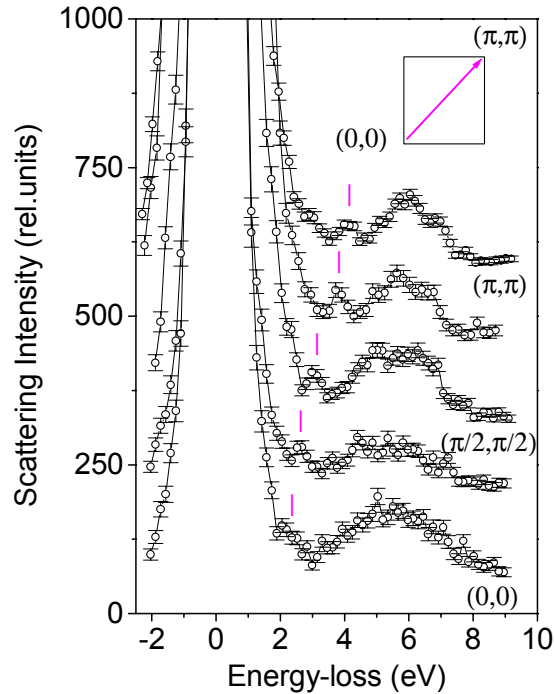 1000
750
500
250
0
Scattering Intensity (rel.units)
(π,π)
(0,0)
(π,π)
(π/2,π/2)
(0,0)
-2 0 2 4 6 8 10
Energy-loss (eV)